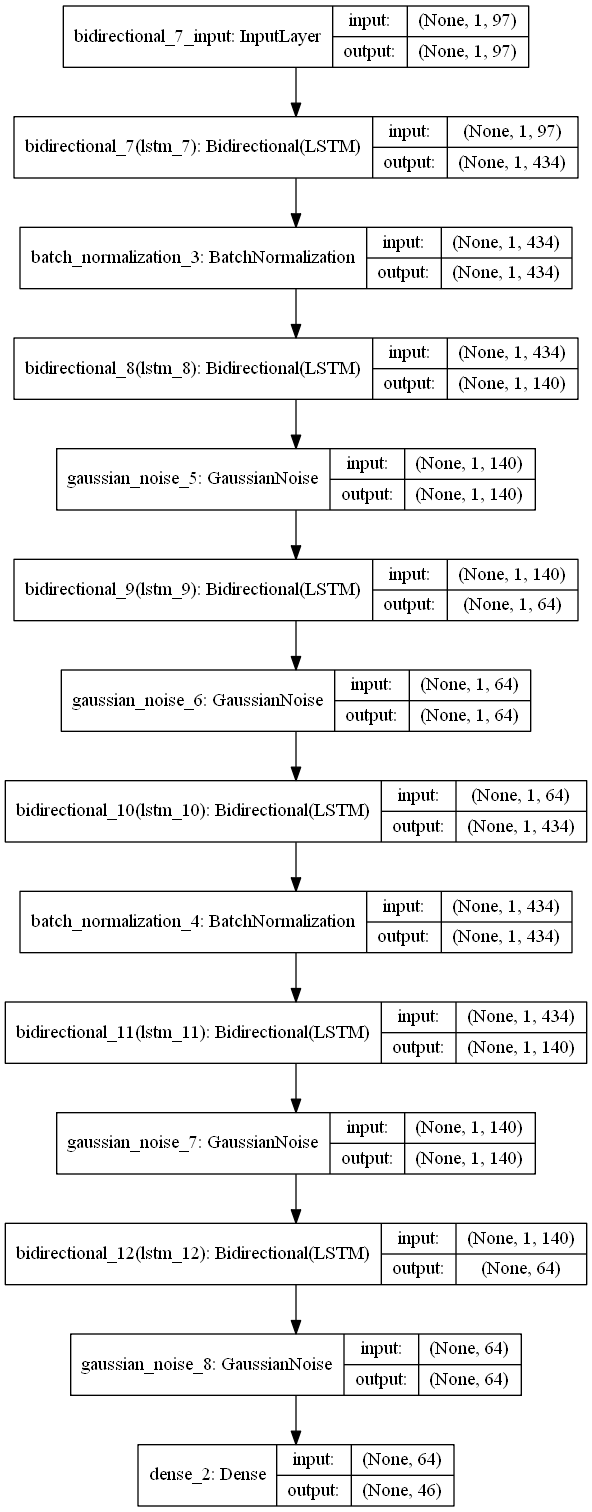 bidirectional_7_input: InputLayer input: (None, 1, 97)
output: (None, 1, 97)
bidirectional_7(lstm_7): Bidirectional(LSTM) input: (None, 1, 97)
output: (None, 1, 434)
batch_normalization_3: BatchNormalization input: (None, 1, 434)
output: (None, 1, 434)
bidirectional_8(lstm_8): Bidirectional(LSTM) input: (None, 1, 434)
output: (None, 1, 140)
gaussian_noise_5: GaussianNoise input: (None, 1, 140)
output: (None, 1, 140)
bidirectional_9(lstm_9): Bidirectional(LSTM) input: (None, 1, 140)
output: (None, 1, 64)
gaussian_noise_6: GaussianNoise input: (None, 1, 64)
output: (None, 1, 64)
bidirectional_10(lstm_10): Bidirectional(LSTM) input: (None, 1, 64)
output: (None, 1, 434)
batch_normalization_4: BatchNormalization input: (None, 1, 434)
output: (None, 1, 434)
bidirectional_11(lstm_11): Bidirectional(LSTM) input: (None, 1, 434)
output: (None, 1, 140)
gaussian_noise_7: GaussianNoise input: (None, 1, 140)
output: (None, 1, 140)
bidirectional_12(lstm_12): Bidirectional(LSTM) input: (None, 1, 140)
output: (None, 64)
gaussian_noise_8: GaussianNoise input: (None, 64)
output: (None, 64)
dense_2: Dense input: (None, 64)
output: (None, 46)